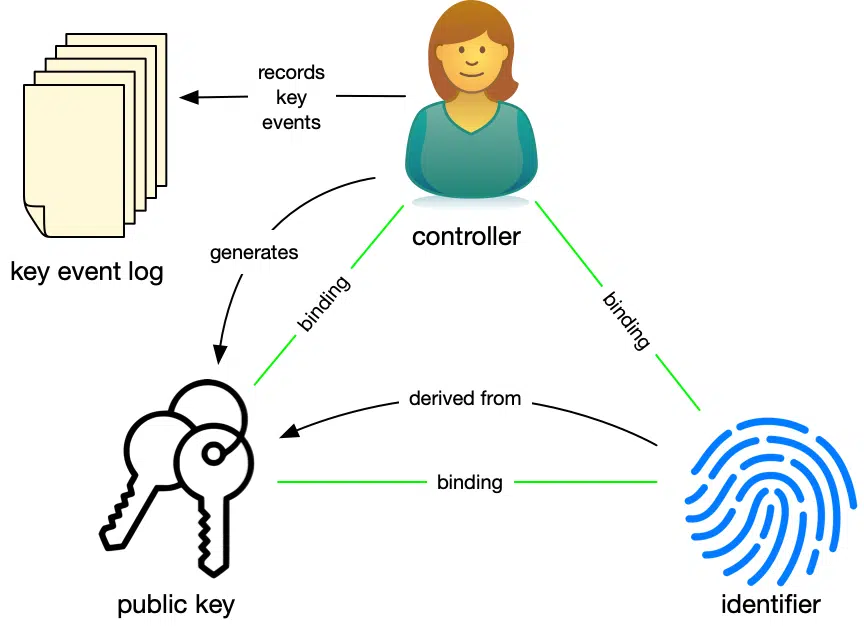 records
key
events
controller
key event log
generates
binding
binding
derived from
binding
public key
identifier